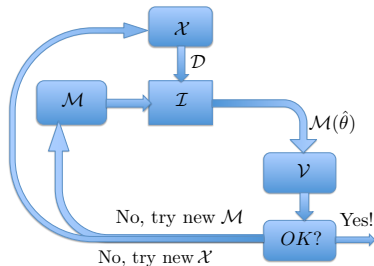 𝒳
𝒟
ℳ
ℐ
ℳ(θ̂)
𝒱
No, try new ℳ
OK?
Yes!
No, try new 𝒳